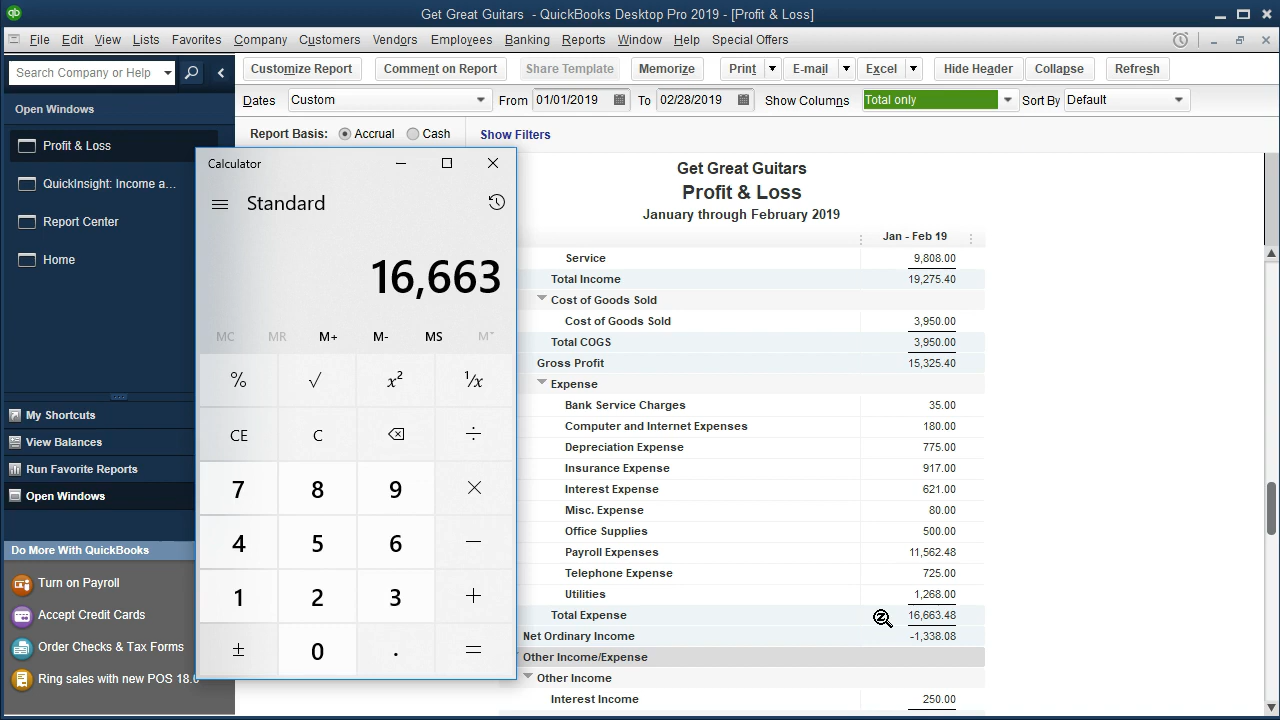 Get Great Guitars - QuickBooks Desktop Pro 2019 - [Profit & Loss]
File Edit View Lists Favorites Company Customers Vendors Employees Banking Reports Window Help Special Offers
Search Company or Help
Customize Report Comment on Report Share Template Memorize Print E-mail Excel Hide Header Collapse Refresh
Dates Custom From 01/01/2019 To 02/28/2019 Show Columns Total only Sort By Default
Report Basis: Accrual Cash Show Filters
Open Windows
Profit & Loss
QuickInsight: Income a...
Report Center
Home
My Shortcuts
View Balances
Run Favorite Reports
Open Windows
Do More With QuickBooks
Turn on Payroll
Accept Credit Cards
Order Checks & Tax Forms
Ring sales with new POS 18.0
Calculator
Standard
16,663
MC MR M+ M- MS M˅
% √ x² ¹/x
CE C ⌫ ÷
7 8 9 ×
4 5 6 −
1 2 3 +
± 0 . =
Get Great Guitars
Profit & Loss
January through February 2019
Jan - Feb 19
Service 9,808.00
Total Income 19,275.40
Cost of Goods Sold
Cost of Goods Sold 3,950.00
Total COGS 3,950.00
Gross Profit 15,325.40
Expense
Bank Service Charges 35.00
Computer and Internet Expenses 180.00
Depreciation Expense 775.00
Insurance Expense 917.00
Interest Expense 621.00
Misc. Expense 80.00
Office Supplies 500.00
Payroll Expenses 11,562.48
Telephone Expense 725.00
Utilities 1,268.00
Total Expense 16,663.48
Net Ordinary Income -1,338.08
Other Income/Expense
Other Income
Interest Income 250.00